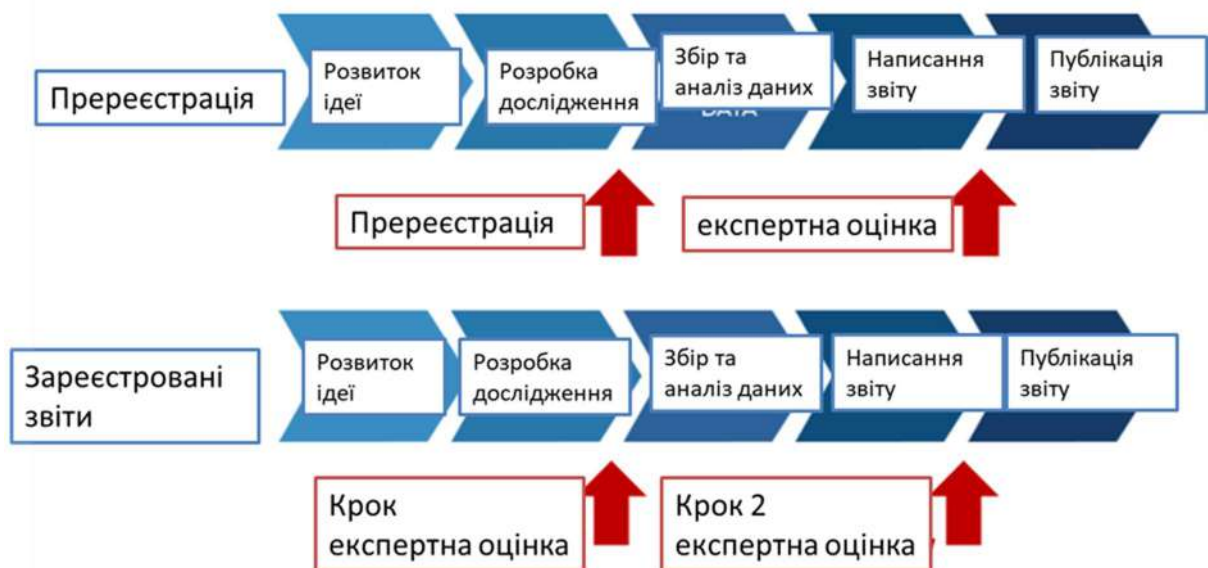 Пререєстрація
Розвиток
ідеї
Розробка
дослідження
Збір та
аналіз даних
DATA
Написання
звіту
Публікація
звіту
Пререєстрація
експертна оцінка
Зареєстровані
звіти
Розвиток
ідеї
Розробка
дослідження
Збір та
аналіз даних
Написання
звіту
Публікація
звіту
Крок
експертна оцінка
Крок 2
експертна оцінка